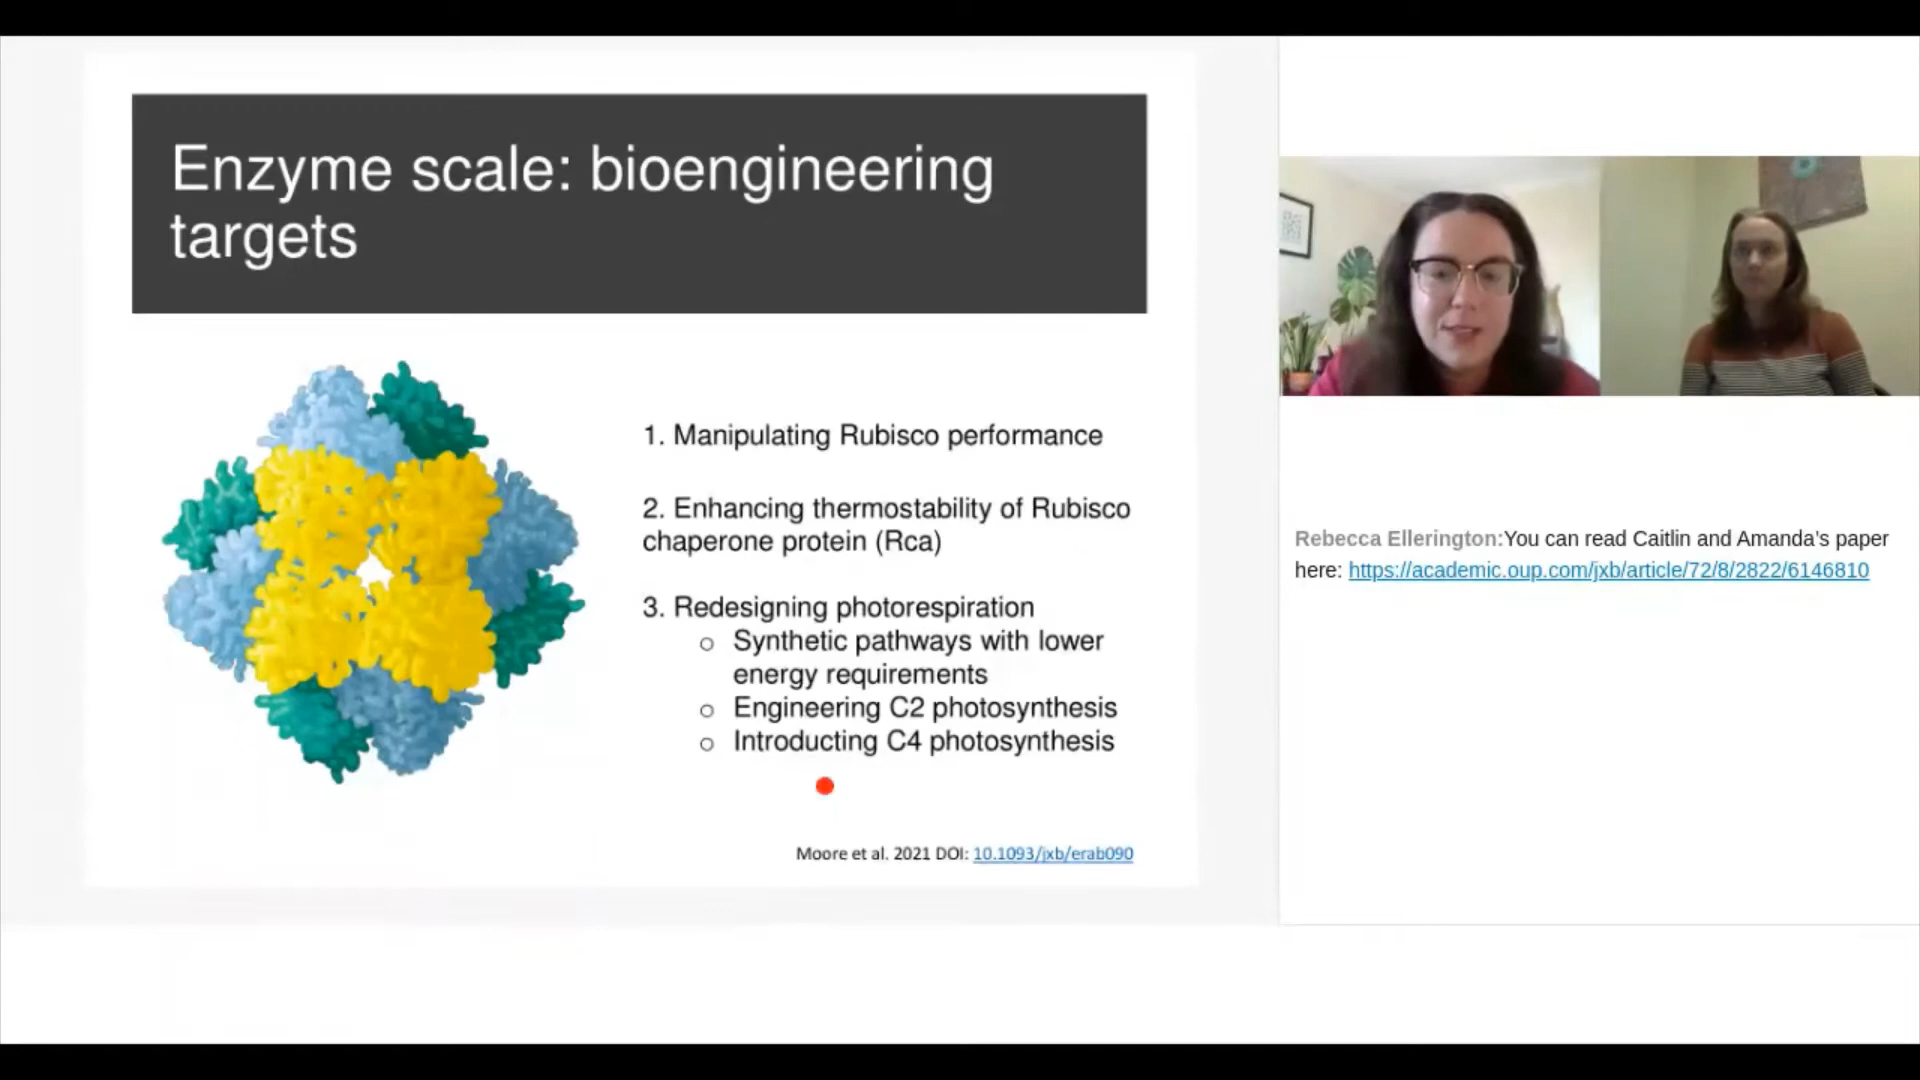 Enzyme scale: bioengineering
targets
1. Manipulating Rubisco performance
2. Enhancing thermostability of Rubisco
chaperone protein (Rca)
3. Redesigning photorespiration
o Synthetic pathways with lower
energy requirements
o Engineering C2 photosynthesis
o Introducting C4 photosynthesis
Moore et al. 2021 DOI: 10.1093/jxb/erab090
Rebecca Ellerington:You can read Caitlin and Amanda’s paper
here: https://academic.oup.com/jxb/article/72/8/2822/6146810